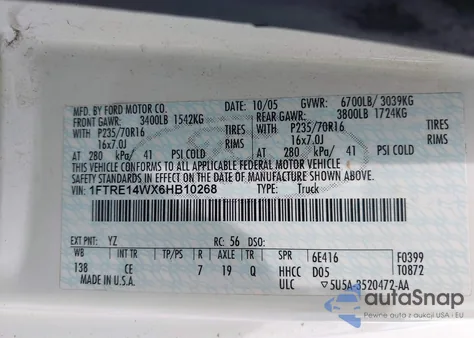 MFD. BY FORD MOTOR CO.
DATE: 10/05 GVWR: 6700LB/ 3039KG
FRONT GAWR: 3400LB 1542KG REAR GAWR: 3800LB 1724KG
WITH P235/70R16 TIRES WITH P235/70R16 TIRES
16x7.0J RIMS 16x7.0J RIMS
AT 280 kPa/ 41 PSI COLD AT 280 kPa/ 41 PSI COLD
THIS VEHICLE CONFORMS TO ALL APPLICABLE FEDERAL MOTOR VEHICLE
SAFETY STANDARDS IN EFFECT ON THE DATE OF MANUFACTURE SHOWN ABOVE.
VIN: 1FTRE14WX6HB10268 TYPE: Truck
EXT PNT: YZ RC: 56 DSO:
WB INT TR TP/PS R AXLE TR SPR 6E416 F0399
138 CE 7 19 Q HHCC D05 T0872
MADE IN U.S.A. ULC 5U5A-3520472-AA
autoSnap
Pewne auto z aukcji USA i EU